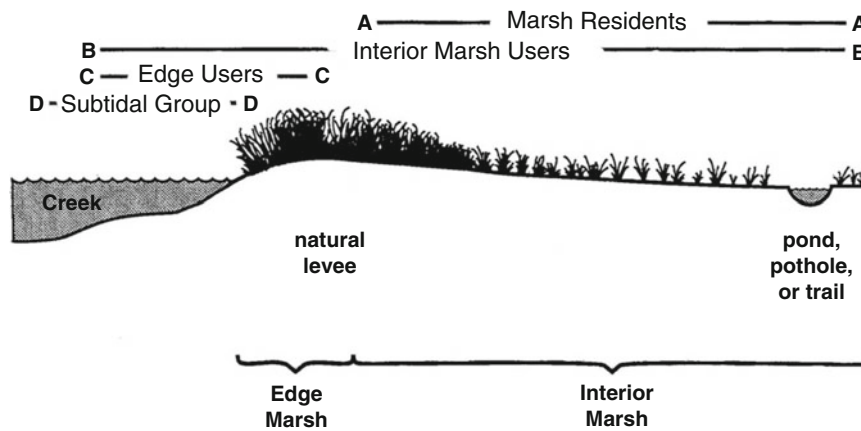 A Marsh Residents A
B Interior Marsh Users B
C Edge Users C
D Subtidal Group D
Creek
natural
levee
pond,
pothole,
or trail
Edge
Marsh
Interior
Marsh